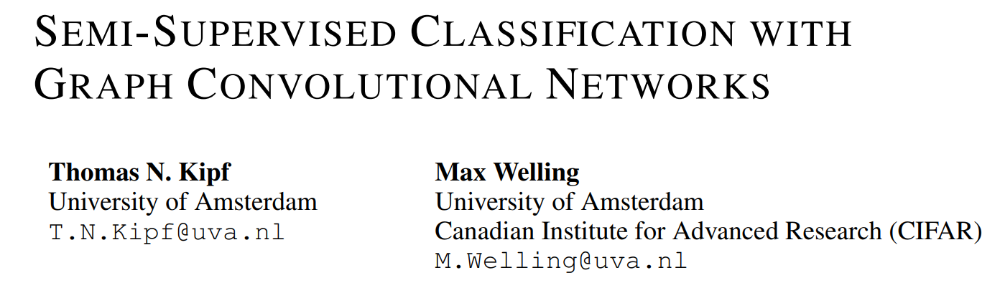 SEMI-SUPERVISED CLASSIFICATION WITH
GRAPH CONVOLUTIONAL NETWORKS
Thomas N. Kipf
University of Amsterdam
T.N.Kipf@uva.nl
Max Welling
University of Amsterdam
Canadian Institute for Advanced Research (CIFAR)
M.Welling@uva.nl